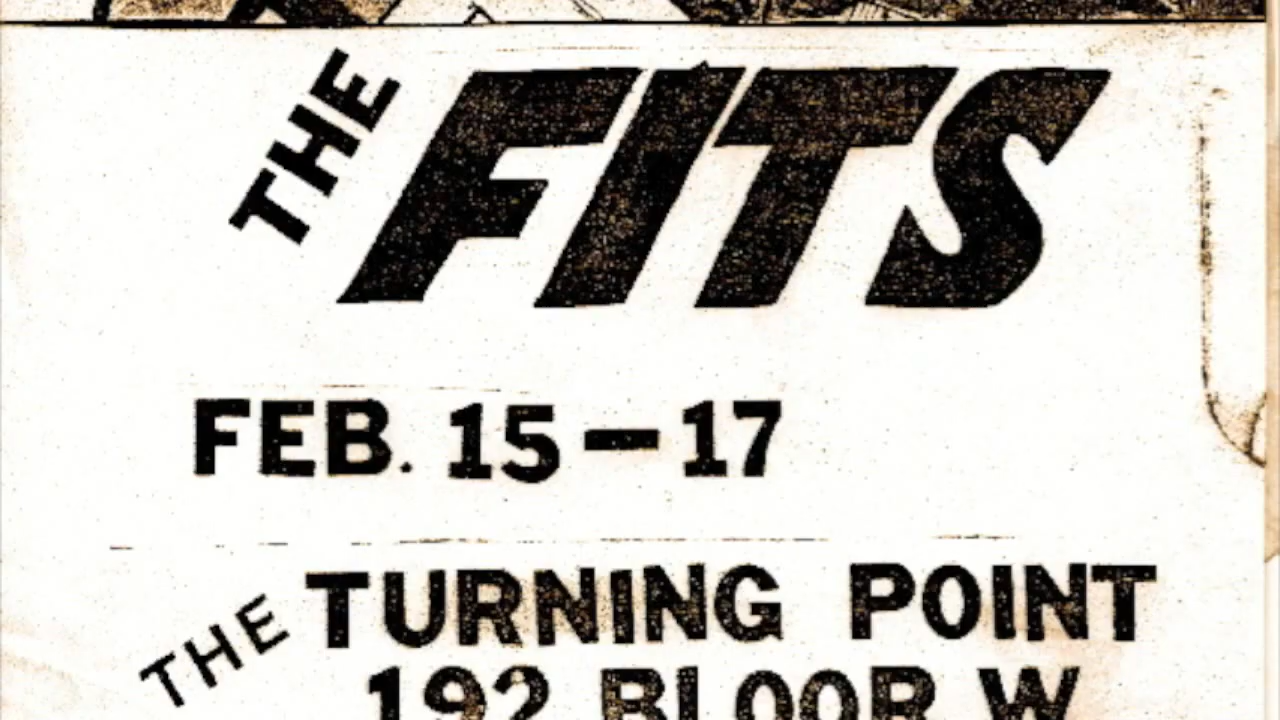 THE FITS
FEB. 15-17
THE TURNING POINT
192 BLOOR W